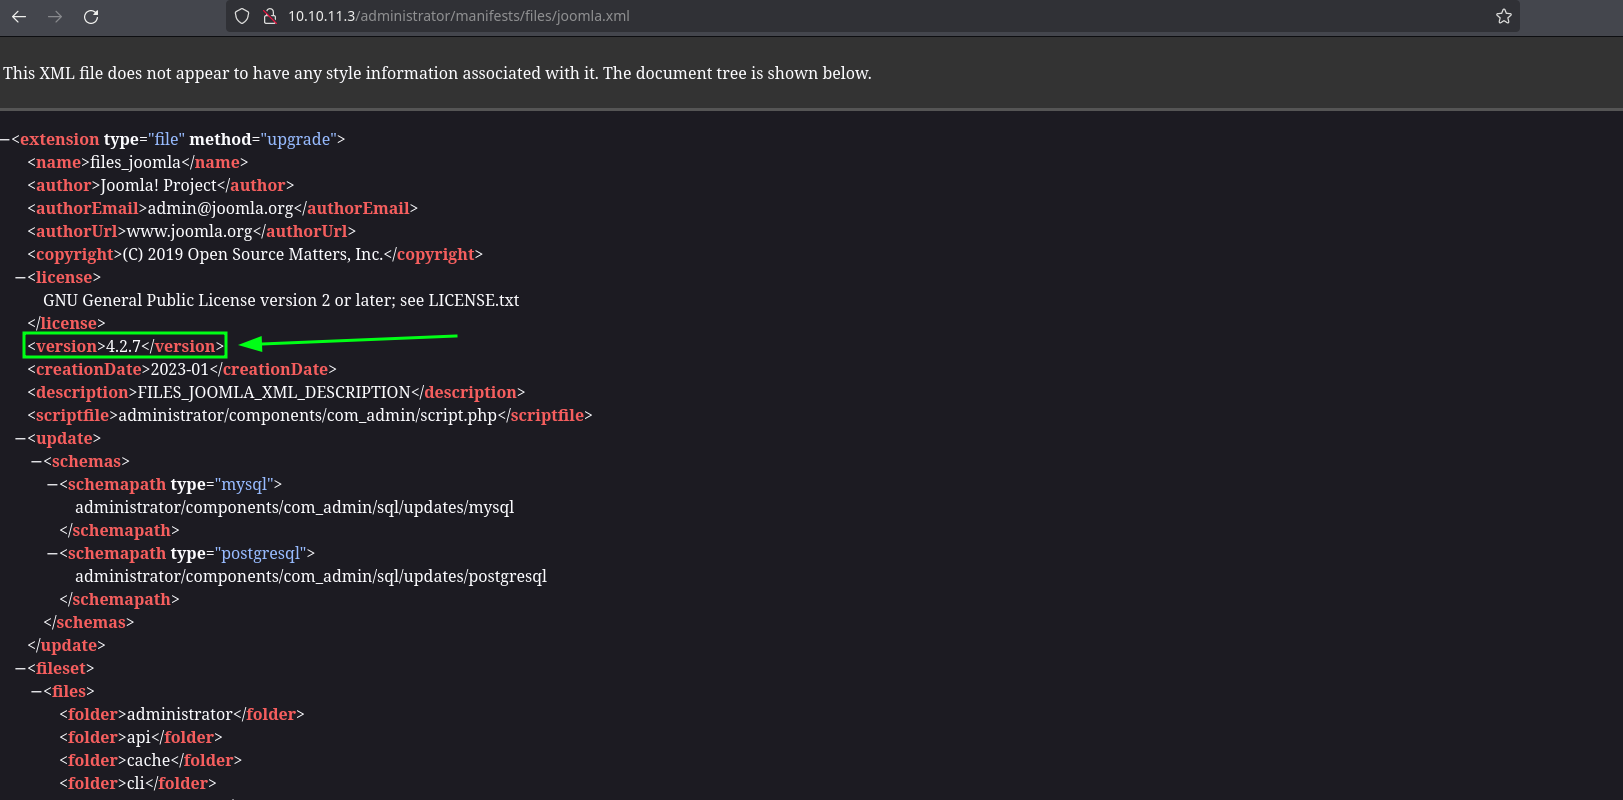 10.10.11.3/administrator/manifests/files/joomla.xml
This XML file does not appear to have any style information associated with it. The document tree is shown below.
−<extension type="file" method="upgrade">
<name>files_joomla</name>
<author>Joomla! Project</author>
<authorEmail>admin@joomla.org</authorEmail>
<authorUrl>www.joomla.org</authorUrl>
<copyright>(C) 2019 Open Source Matters, Inc.</copyright>
−<license>
GNU General Public License version 2 or later; see LICENSE.txt
</license>
<version>4.2.7</version>
<creationDate>2023-01</creationDate>
<description>FILES_JOOMLA_XML_DESCRIPTION</description>
<scriptfile>administrator/components/com_admin/script.php</scriptfile>
−<update>
−<schemas>
−<schemapath type="mysql">
administrator/components/com_admin/sql/updates/mysql
</schemapath>
−<schemapath type="postgresql">
administrator/components/com_admin/sql/updates/postgresql
</schemapath>
</schemas>
</update>
−<fileset>
−<files>
<folder>administrator</folder>
<folder>api</folder>
<folder>cache</folder>
<folder>cli</folder>